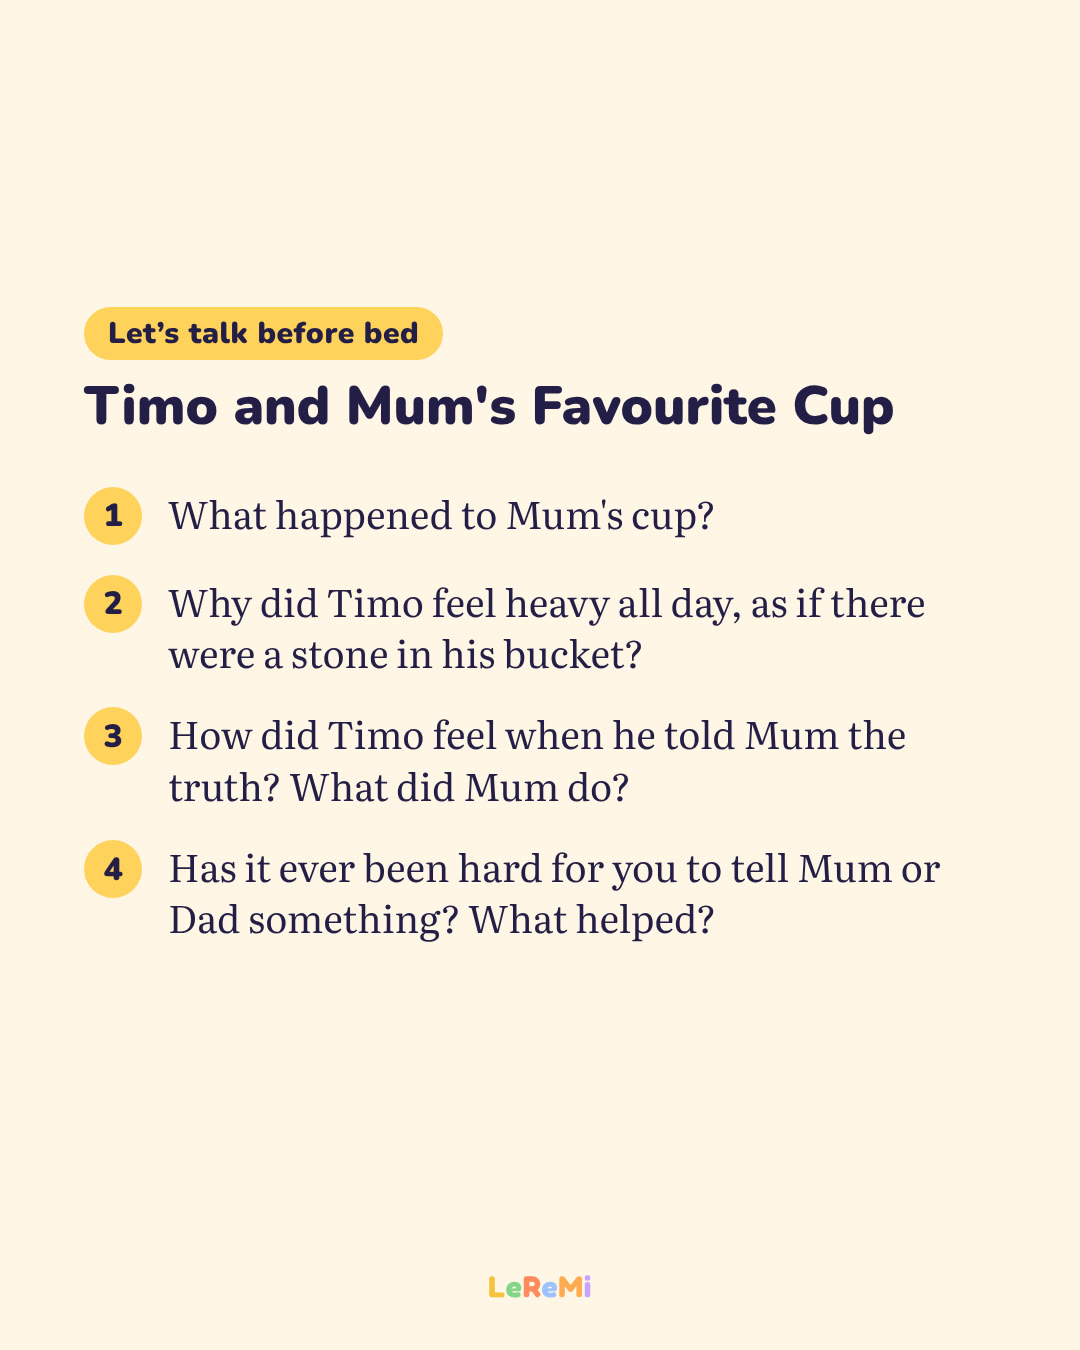 Let’s talk before bed
Timo and Mum's Favourite Cup
1 What happened to Mum's cup?
2 Why did Timo feel heavy all day, as if there
were a stone in his bucket?
3 How did Timo feel when he told Mum the
truth? What did Mum do?
4 Has it ever been hard for you to tell Mum or
Dad something? What helped?
LeReMi